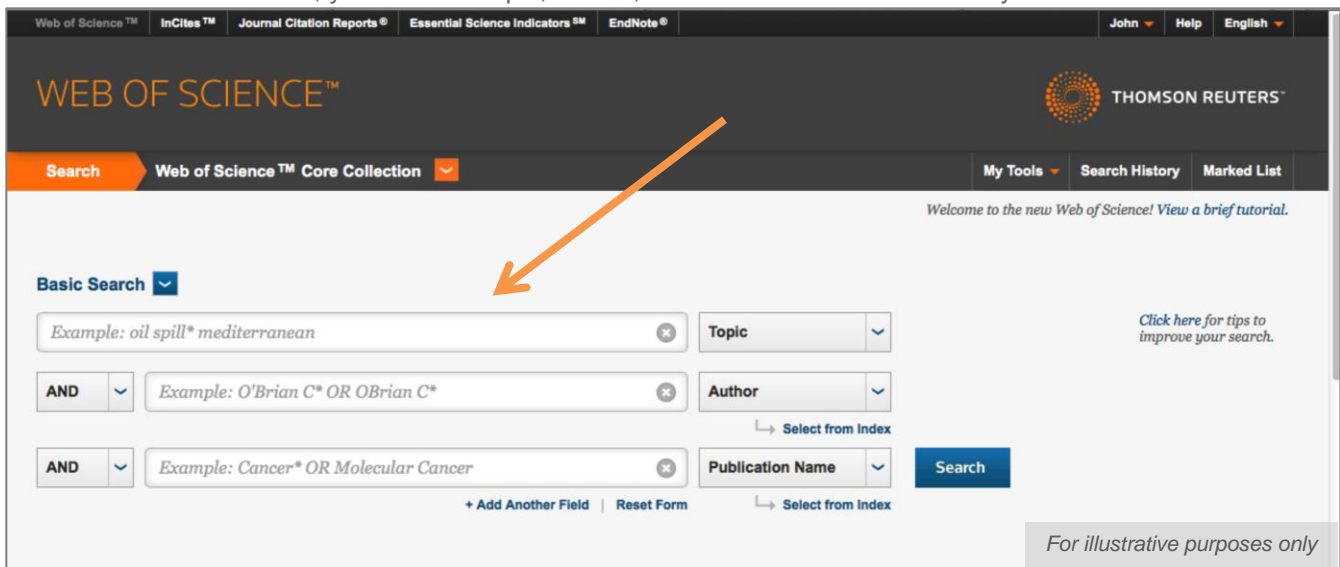 Web of Science™ InCites™ Journal Citation Reports® Essential Science Indicators℠ EndNote® John Help English
WEB OF SCIENCE™
THOMSON REUTERS™
Search Web of Science™ Core Collection My Tools Search History Marked List
Welcome to the new Web of Science! View a brief tutorial.
Basic Search
Example: oil spill* mediterranean Topic
Click here for tips to
improve your search.
AND Example: O'Brian C* OR OBrian C* Author
Select from Index
AND Example: Cancer* OR Molecular Cancer Publication Name Search
+ Add Another Field | Reset Form Select from Index
For illustrative purposes only